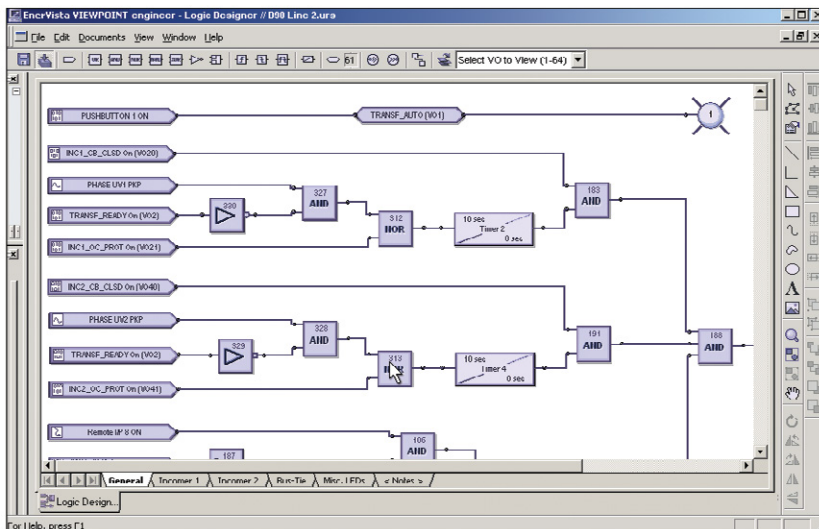 EnerVista VIEWPOINT engineer - Logic Designer // D90 Line 2.urs
File Edit Documents View Window Help
61 Select VO to View (1-64)
PUSHBUTTON 1 ON
TRANSF_AUTO (VO1)
1
INC1_CB_CLSD On (VO20)
PHASE UV1 PKP
327
AND
183
AND
TRANSF_READY On (VO2)
330
312
NOR
10 sec
Timer 2
0 sec
INC1_OC_PROT On (VO21)
INC2_CB_CLSD On (VO40)
PHASE UV2 PKP
328
AND
191
AND
188
AND
TRANSF_READY On (VO2)
329
313
10 sec
Timer 4
0 sec
INC2_OC_PROT On (VO41)
Remote I/P 8 ON
106
AND
187
General Incomer 1 Incomer 2 Bus-Tie Misc. LEDs < Notes >
Logic Design...
For Help, press F1